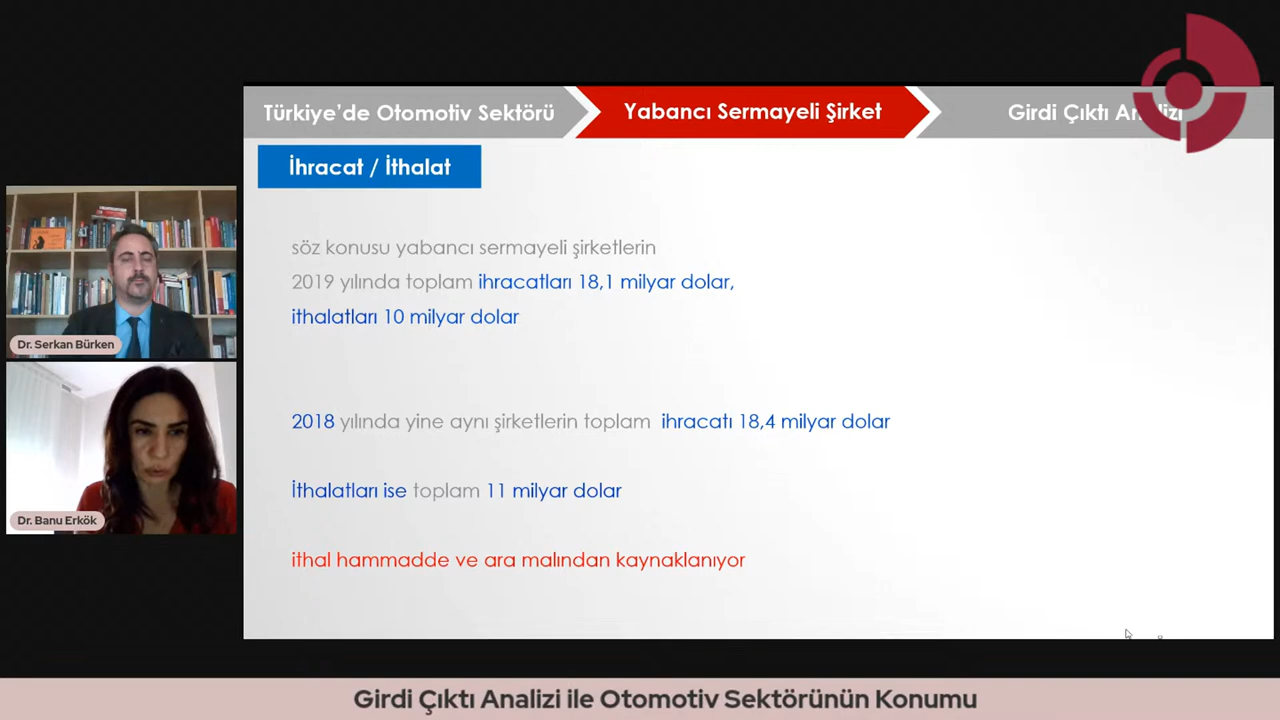 Türkiye’de Otomotiv Sektörü
Yabancı Sermayeli Şirket
Girdi Çıktı Analizi
İhracat / İthalat
söz konusu yabancı sermayeli şirketlerin
2019 yılında toplam ihracatları 18,1 milyar dolar,
ithalatları 10 milyar dolar
2018 yılında yine aynı şirketlerin toplam ihracatı 18,4 milyar dolar
İthalatları ise toplam 11 milyar dolar
ithal hammadde ve ara malından kaynaklanıyor
Dr. Serkan Bürken
Dr. Banu Erkök
Girdi Çıktı Analizi ile Otomotiv Sektörünün Konumu